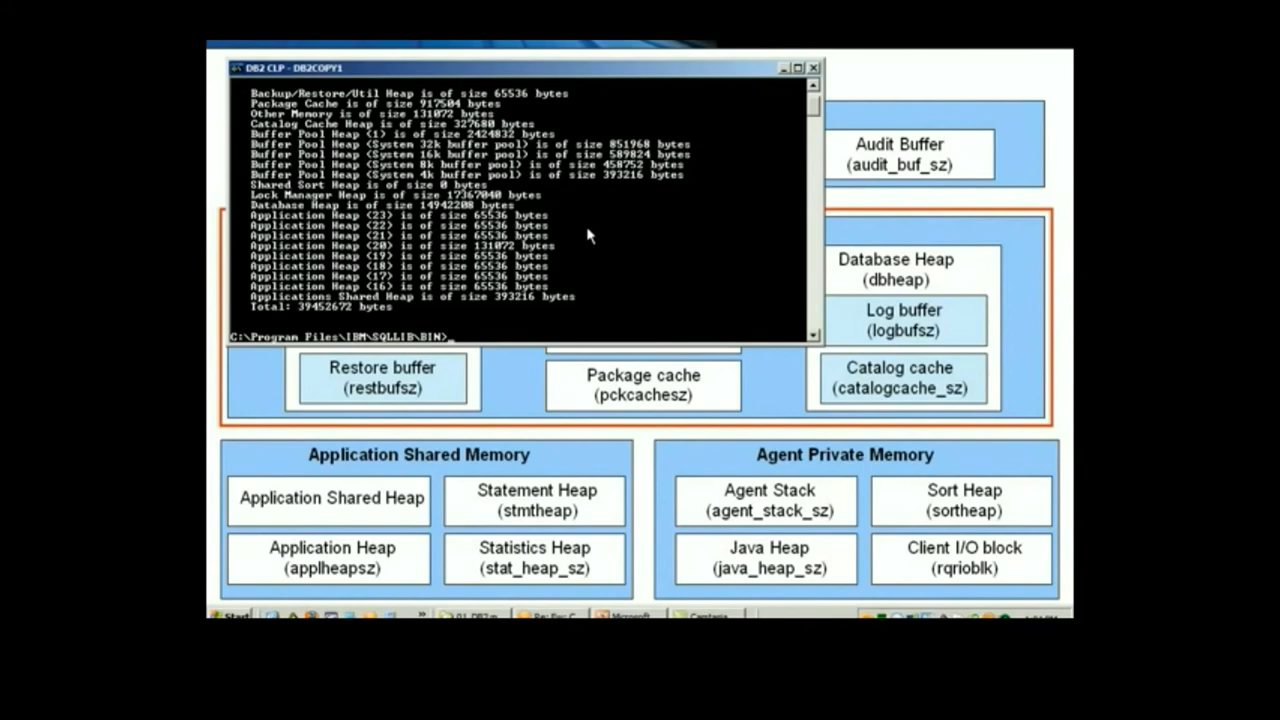 DB2 CLP - DB2COPY1
Backup/Restore/Util Heap is of size 65536 bytes
Package Cache is of size 917504 bytes
Other Memory is of size 131072 bytes
Catalog Cache Heap is of size 327680 bytes
Buffer Pool Heap (1) is of size 2424832 bytes
Buffer Pool Heap (System 32k buffer pool) is of size 851968 bytes
Buffer Pool Heap (System 16k buffer pool) is of size 589824 bytes
Buffer Pool Heap (System 8k buffer pool) is of size 458752 bytes
Buffer Pool Heap (System 4k buffer pool) is of size 393216 bytes
Shared Sort Heap is of size 0 bytes
Lock Manager Heap is of size 17367040 bytes
Database Heap is of size 14942208 bytes
Application Heap (23) is of size 65536 bytes
Application Heap (22) is of size 65536 bytes
Application Heap (21) is of size 65536 bytes
Application Heap (20) is of size 131072 bytes
Application Heap (19) is of size 65536 bytes
Application Heap (18) is of size 65536 bytes
Application Heap (17) is of size 65536 bytes
Application Heap (16) is of size 65536 bytes
Applications Shared Heap is of size 393216 bytes
Total: 39452672 bytes
C:\Program Files\IBM\SQLLIB\BIN>_
Audit Buffer
(audit_buf_sz)
Database Heap
(dbheap)
Log buffer
(logbufsz)
Restore buffer
(restbufsz)
Package cache
(pckcachesz)
Catalog cache
(catalogcache_sz)
Application Shared Memory
Application Shared Heap
Statement Heap
(stmtheap)
Application Heap
(applheapsz)
Statistics Heap
(stat_heap_sz)
Agent Private Memory
Agent Stack
(agent_stack_sz)
Sort Heap
(sortheap)
Java Heap
(java_heap_sz)
Client I/O block
(rqrioblk)
Start